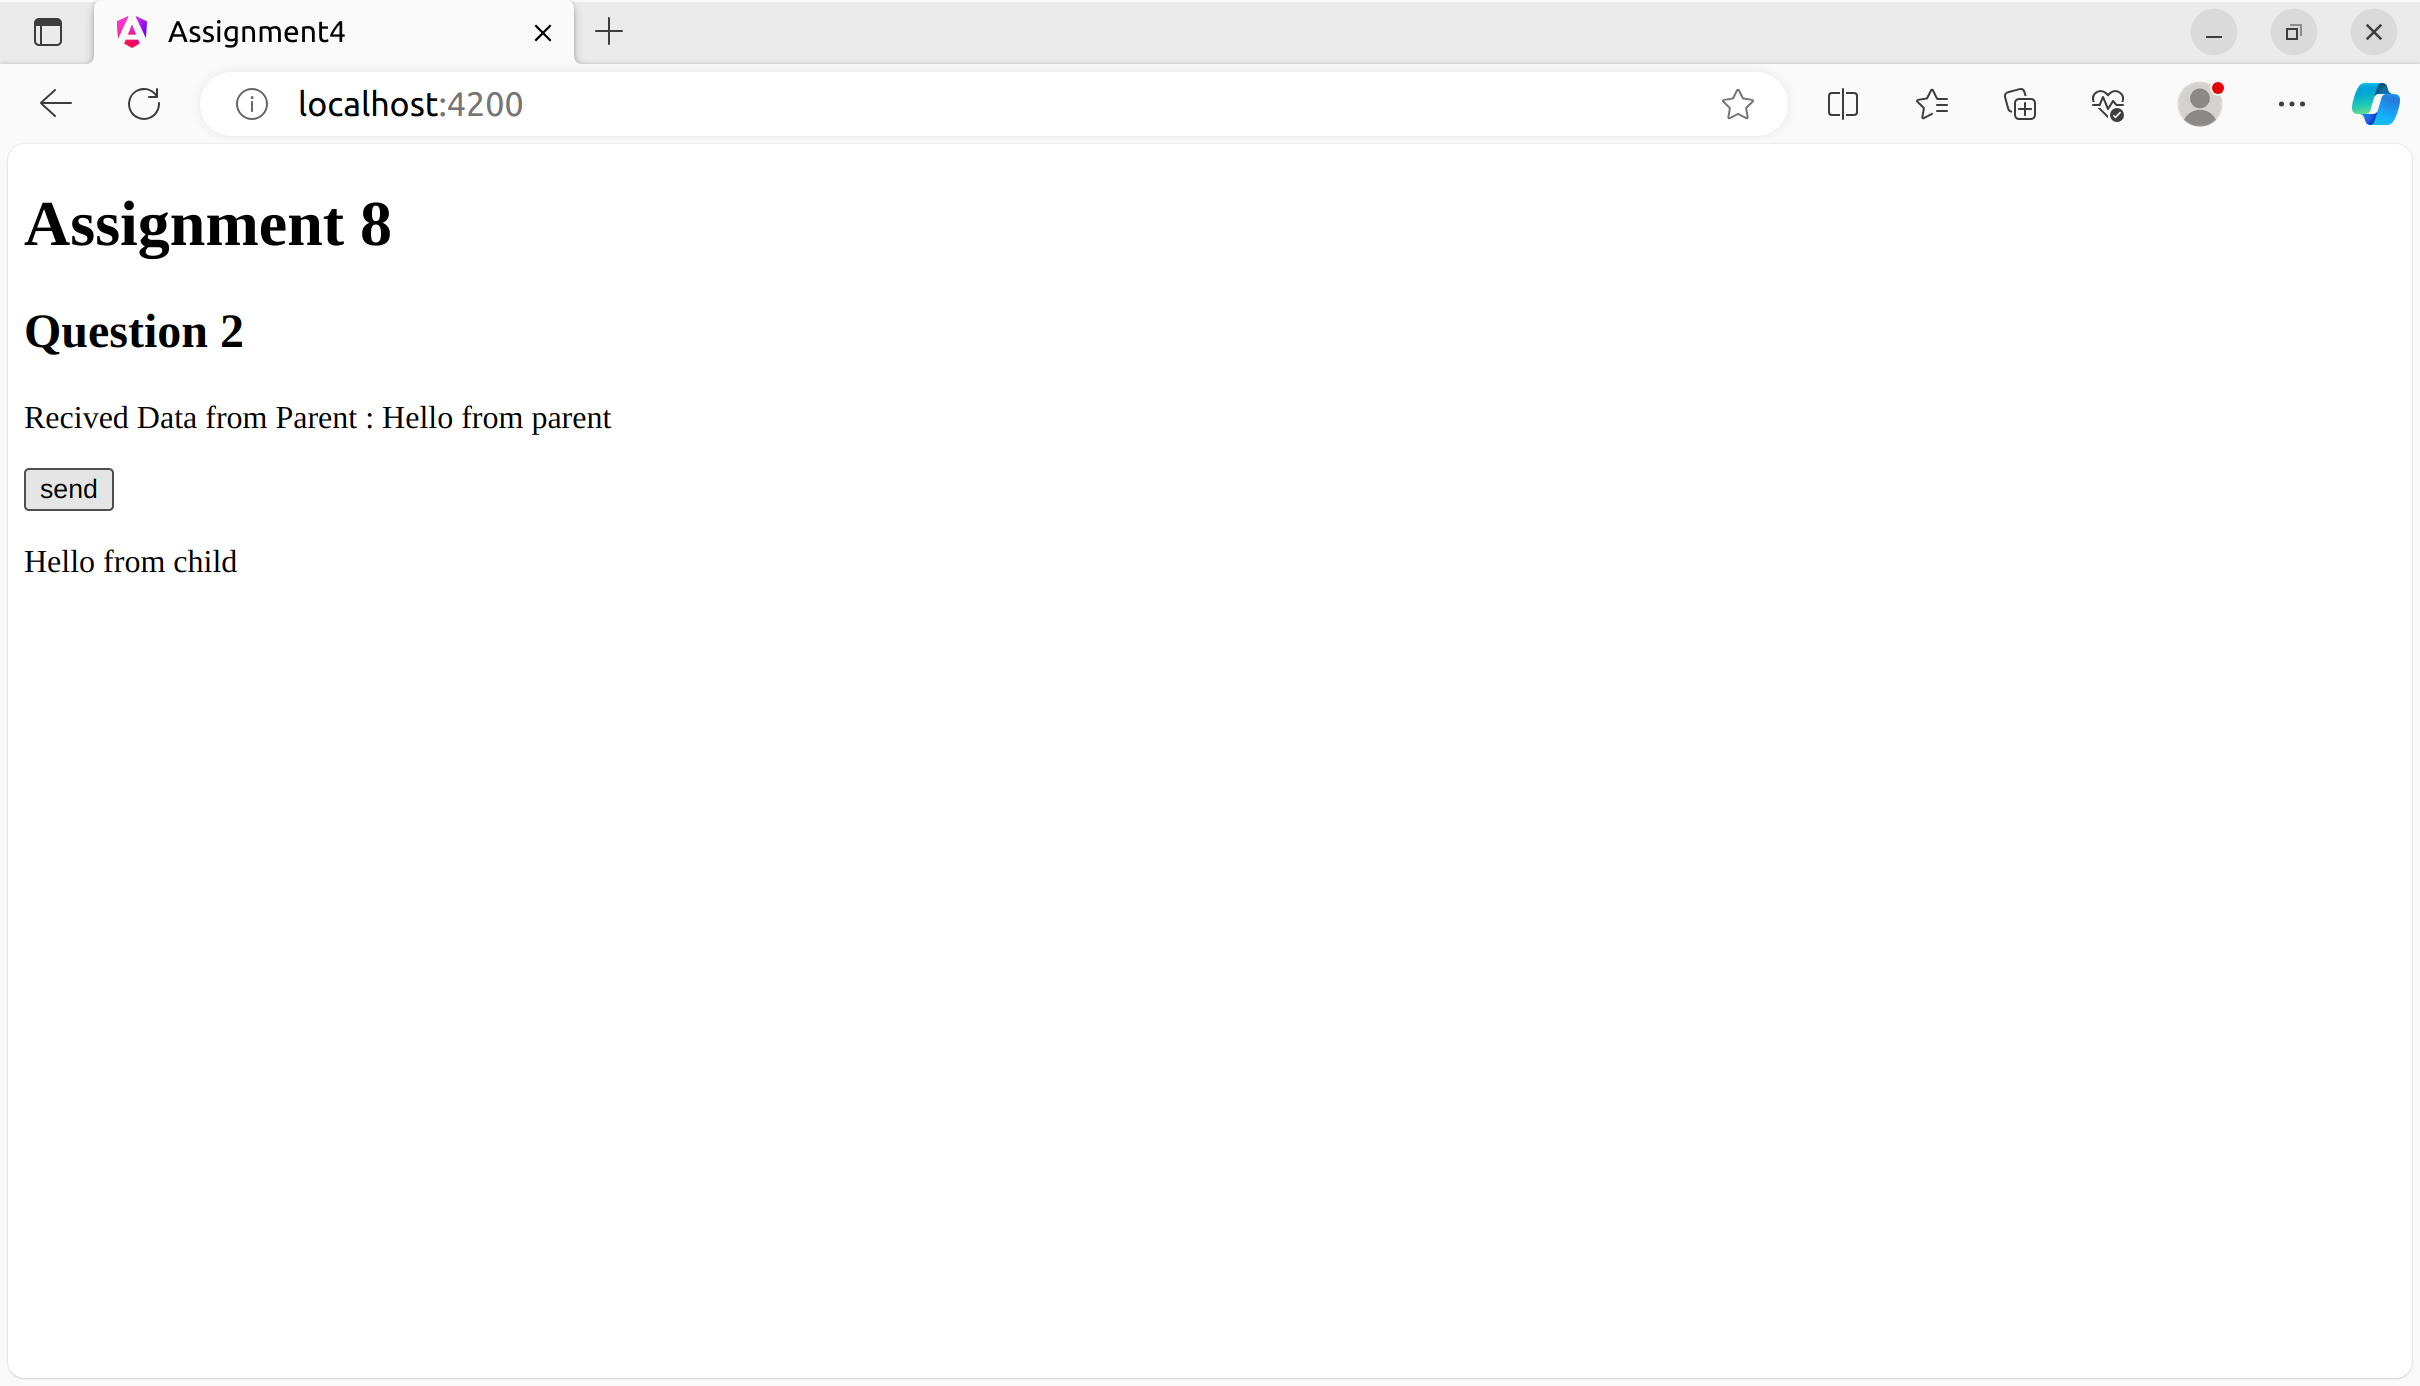 Assignment4
localhost:4200
Assignment 8
Question 2
Recived Data from Parent : Hello from parent
send
Hello from child